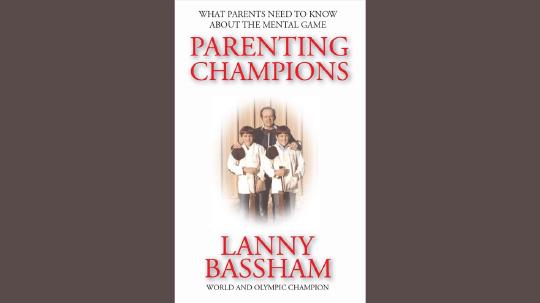 WHAT PARENTS NEED TO KNOW
ABOUT THE MENTAL GAME
PARENTING
CHAMPIONS
LANNY
BASSHAM
WORLD AND OLYMPIC CHAMPION